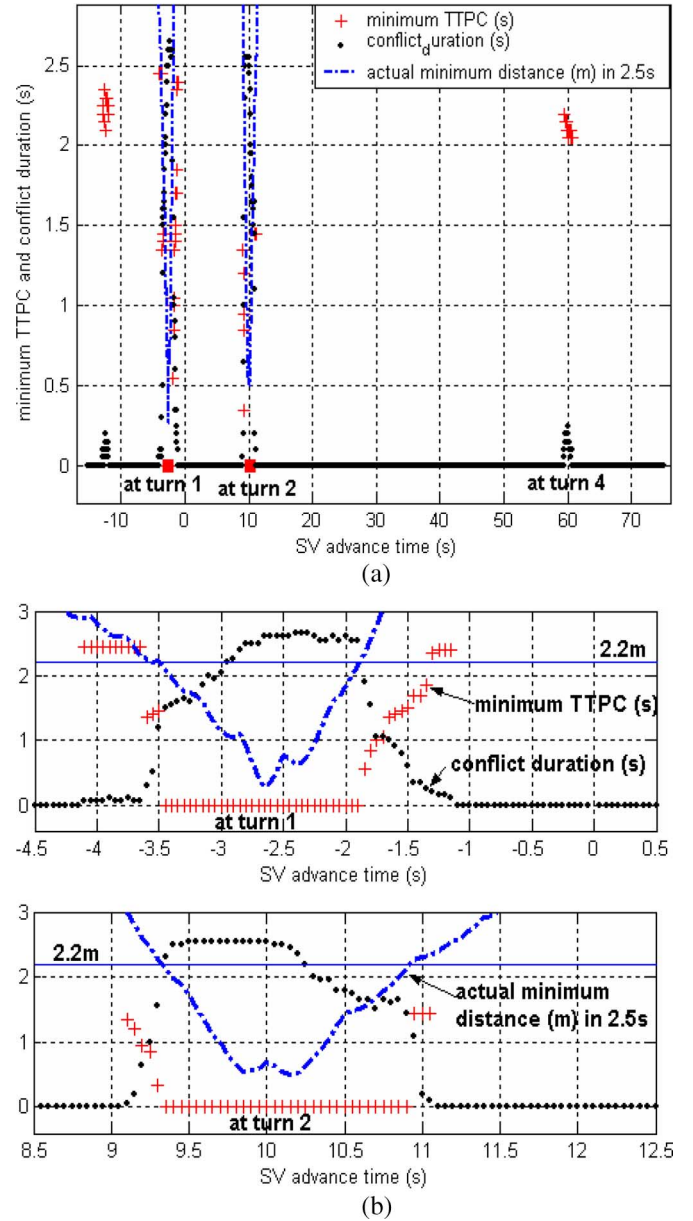 minimum TTPC (s)
conflict_duration (s)
actual minimum distance (m) in 2.5s
minimum TTPC and conflict duration (s)
2.5
2
1.5
1
0.5
0
at turn 1
at turn 2
at turn 4
-10 0 10 20 30 40 50 60 70
SV advance time (s)
(a)
3
2
1
0
2.2m
minimum TTPC (s)
conflict duration (s)
at turn 1
-4.5 -4 -3.5 -3 -2.5 -2 -1.5 -1 -0.5 0 0.5
SV advance time (s)
3
2
1
0
2.2m
actual minimum
distance (m) in 2.5s
at turn 2
8.5 9 9.5 10 10.5 11 11.5 12 12.5
SV advance time (s)
(b)